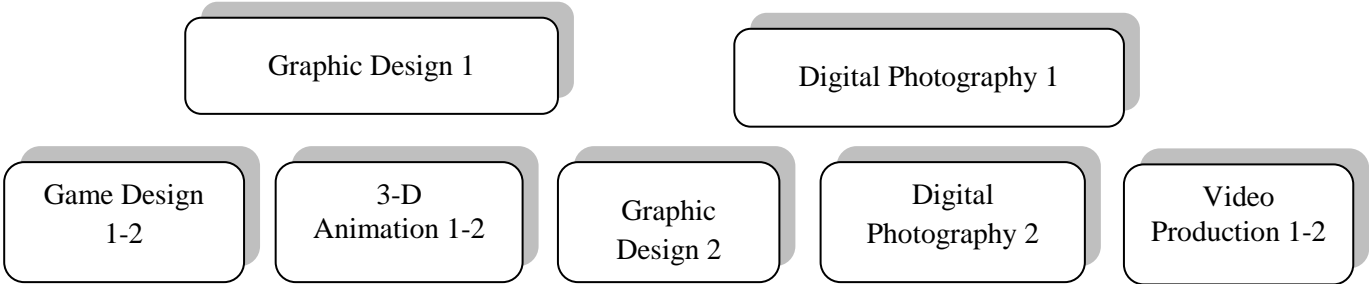 Graphic Design 1
Digital Photography 1
Game Design
1-2
3-D
Animation 1-2
Graphic
Design 2
Digital
Photography 2
Video
Production 1-2